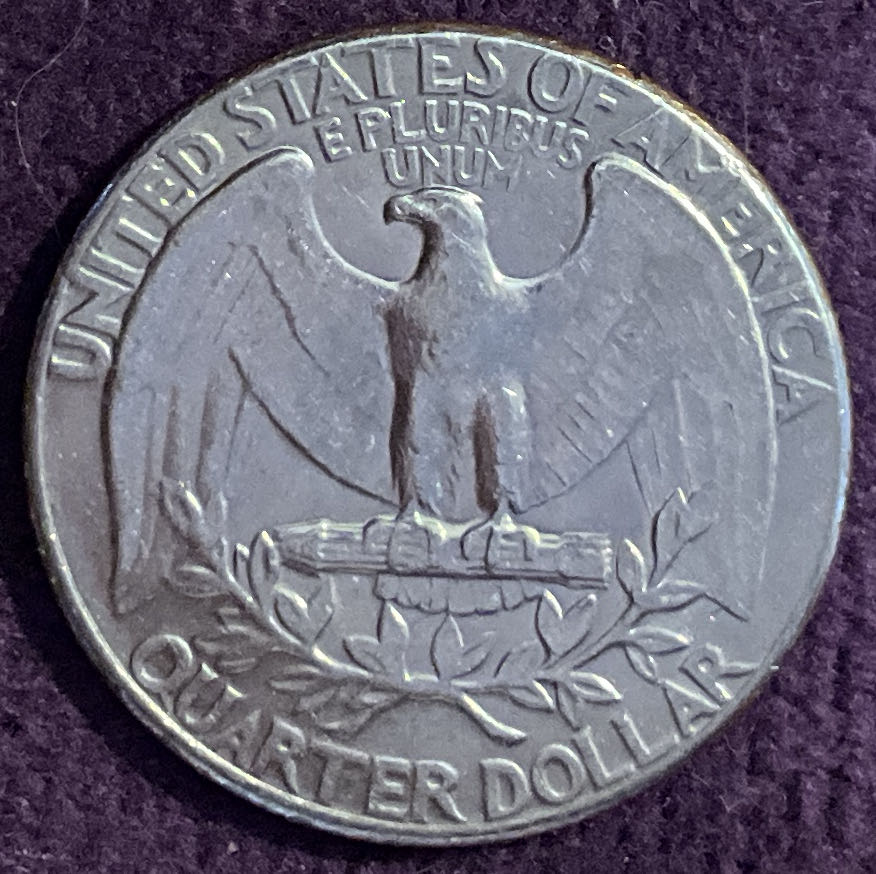 UNITED STATES OF AMERICA
E PLURIBUS
UNUM
QUARTER DOLLAR